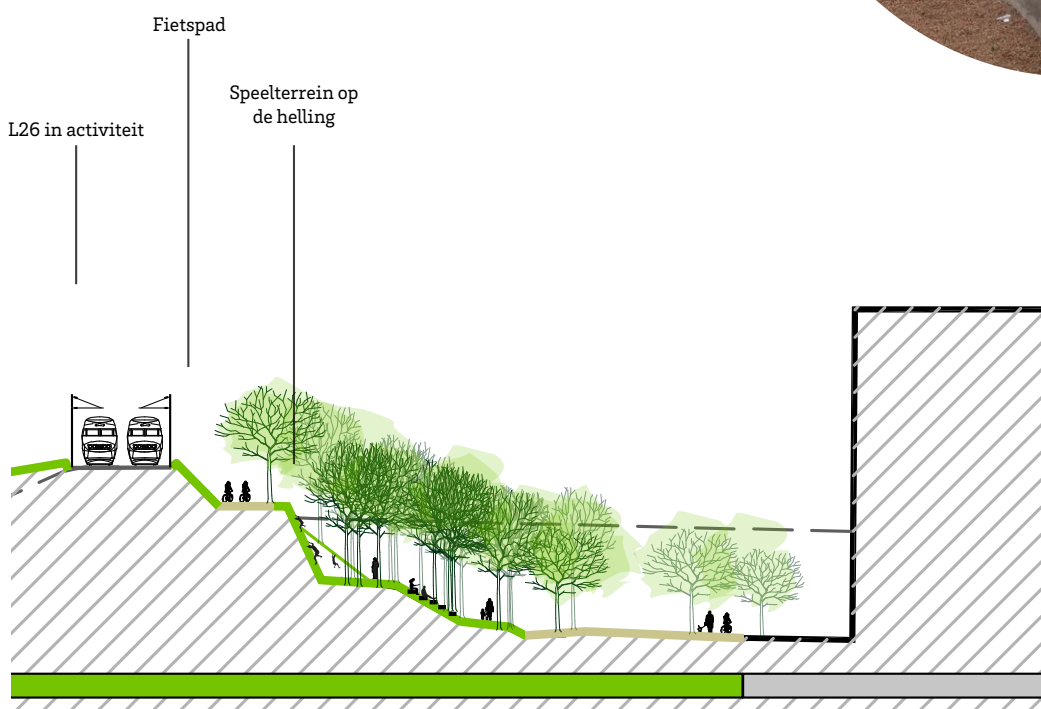 Fietspad
Speelterrein op
de helling
L26 in activiteit